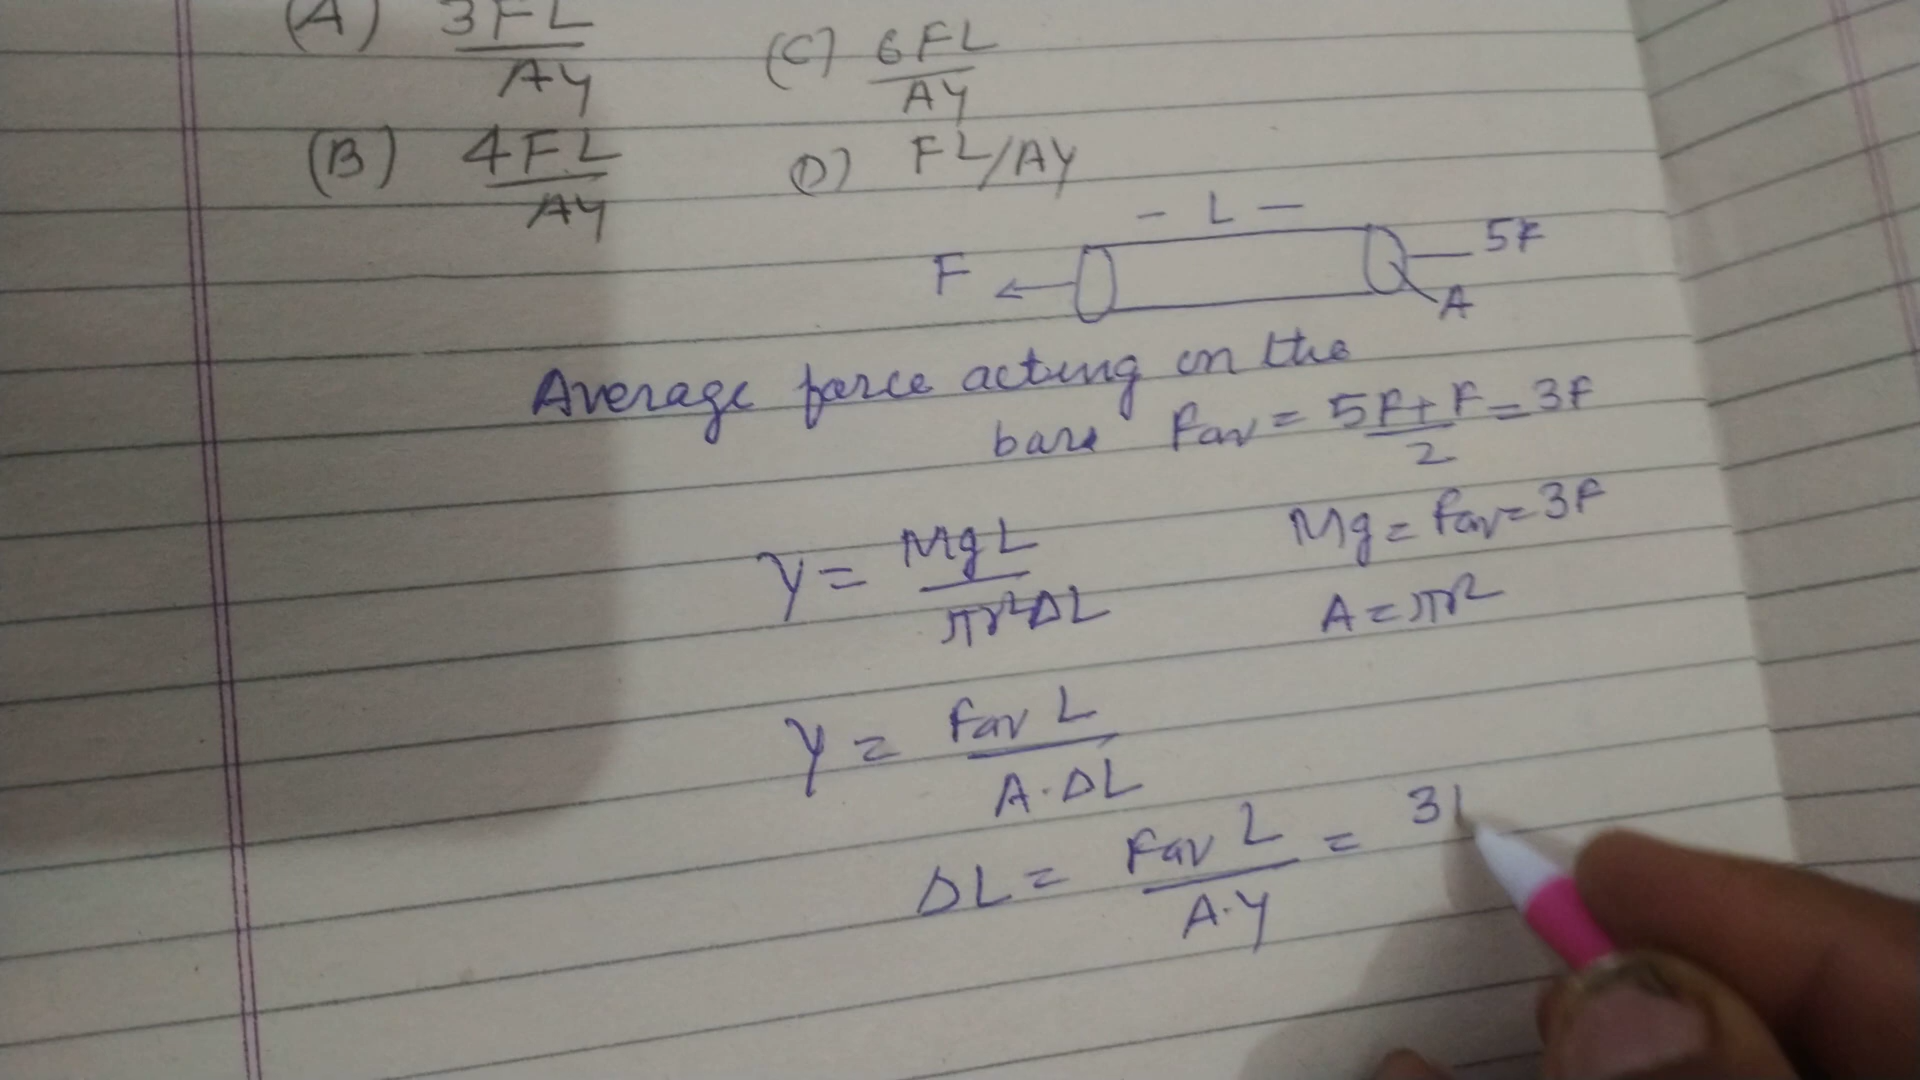 (A) 3FL/AY (C) 6FL/AY
(B) 4FL/AY D) FL/AY
- L -
F 5F
A
Average force acting on the
bar Fav = 5F+F/2 = 3F
Y = MgL/πr²ΔL Mg = Fav = 3F
A = πr²
Y = Fav L/A.ΔL
ΔL = Fav L/A.Y = 3